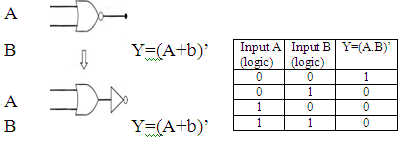 A
B Y=(A+b)’
A
B Y=(A+b)’
Input A (logic) Input B (logic) Y=(A.B)’
0 0 1
0 1 0
1 0 0
1 1 0